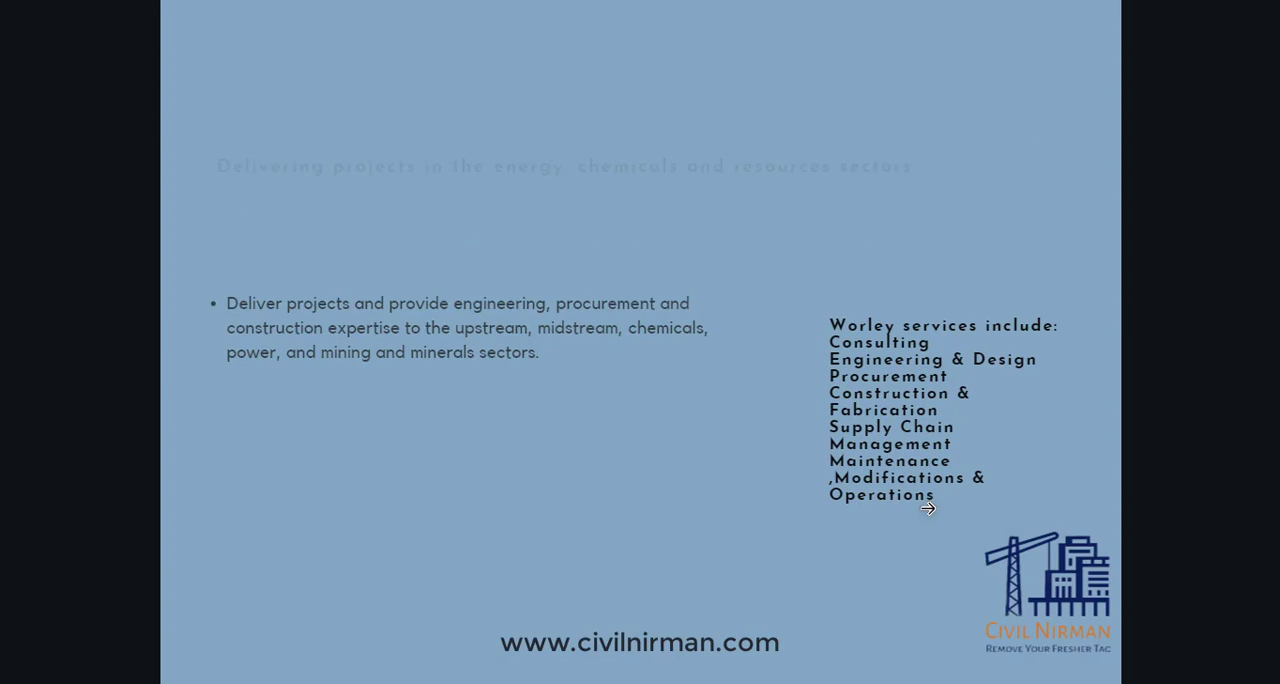 Delivering projects in the energy, chemicals and resources sectors
• Deliver projects and provide engineering, procurement and
construction expertise to the upstream, midstream, chemicals,
power, and mining and minerals sectors.
Worley services include:
Consulting
Engineering & Design
Procurement
Construction &
Fabrication
Supply Chain
Management
Maintenance
,Modifications &
Operations
CIVIL NIRMAN
REMOVE YOUR FRESHER TAG
www.civilnirman.com